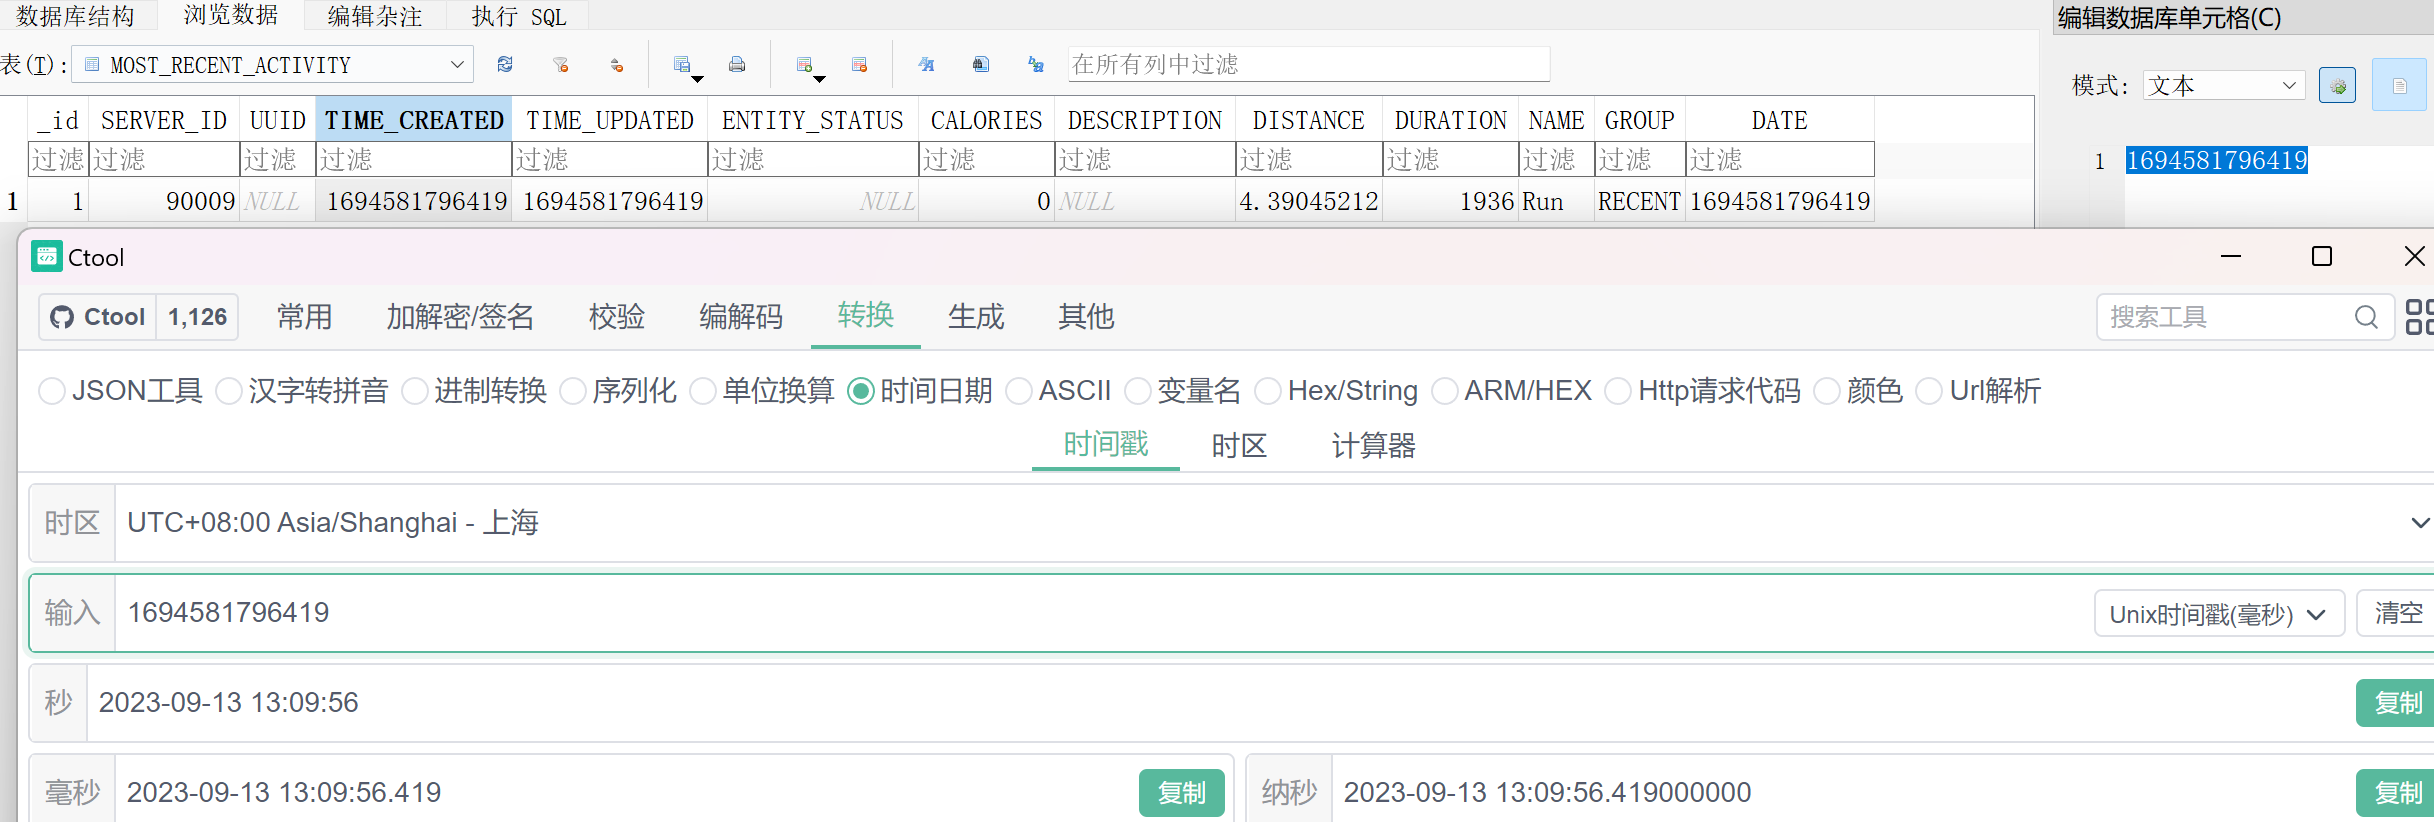 数据库结构 浏览数据 编辑杂注 执行 SQL 编辑数据库单元格(C)
表(T): MOST_RECENT_ACTIVITY 在所有列中过滤 模式: 文本
_id SERVER_ID UUID TIME_CREATED TIME_UPDATED ENTITY_STATUS CALORIES DESCRIPTION DISTANCE DURATION NAME GROUP DATE
过滤 过滤 过滤 过滤 过滤 过滤 过滤 过滤 过滤 过滤 过滤 过滤 过滤 1 1694581796419
1 1 90009 NULL 1694581796419 1694581796419 NULL 0 NULL 4.39045212 1936 Run RECENT 1694581796419
Ctool
Ctool 1,126 常用 加解密/签名 校验 编解码 转换 生成 其他 搜索工具
JSON工具 汉字转拼音 进制转换 序列化 单位换算 时间日期 ASCII 变量名 Hex/String ARM/HEX Http请求代码 颜色 Url解析
时间戳 时区 计算器
时区 UTC+08:00 Asia/Shanghai - 上海
输入 1694581796419 Unix时间戳(毫秒) 清空
秒 2023-09-13 13:09:56 复制
毫秒 2023-09-13 13:09:56.419 复制 纳秒 2023-09-13 13:09:56.419000000 复制